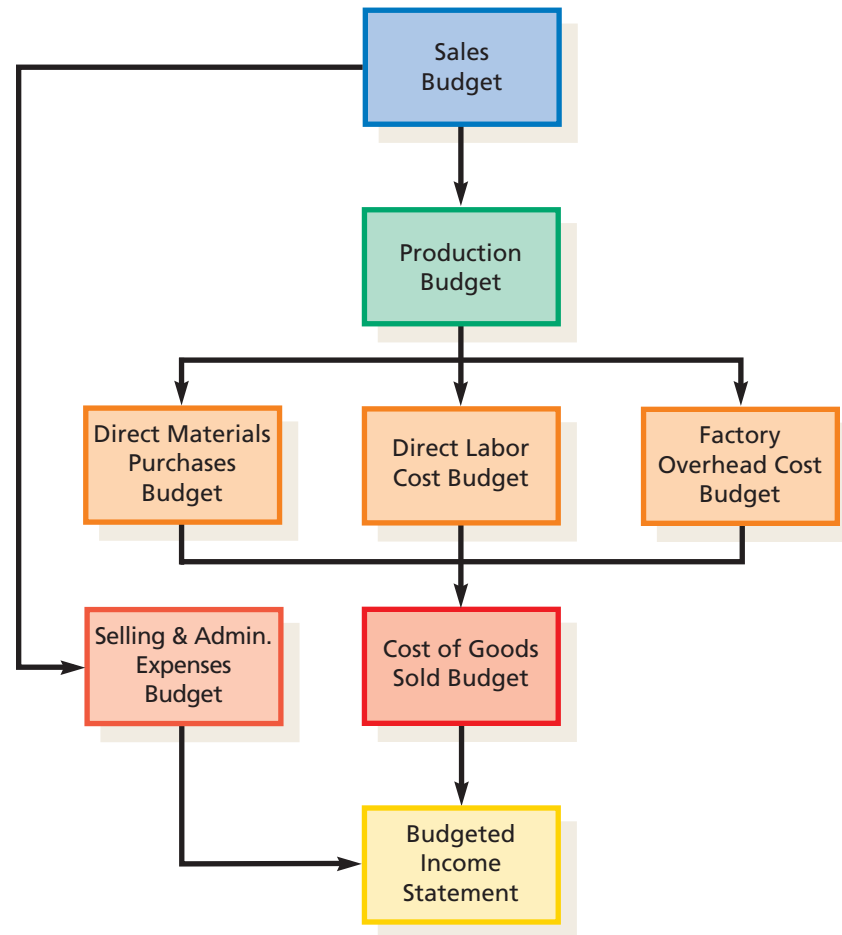 Sales
Budget
Production
Budget
Direct Materials
Purchases
Budget
Direct Labor
Cost Budget
Factory
Overhead Cost
Budget
Selling & Admin.
Expenses
Budget
Cost of Goods
Sold Budget
Budgeted
Income
Statement